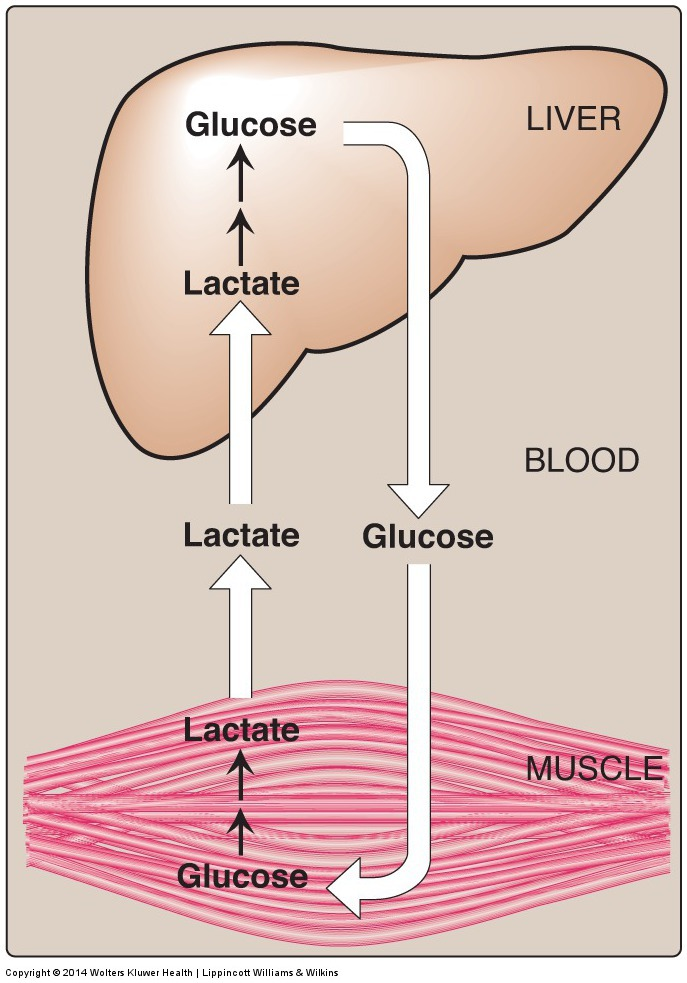 Glucose
LIVER
Lactate
BLOOD
Lactate
Glucose
Lactate
MUSCLE
Glucose
Copyright © 2014 Wolters Kluwer Health | Lippincott Williams & Wilkins